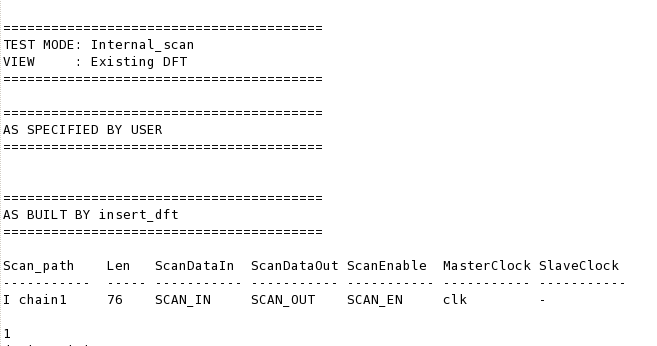 ========================================
TEST MODE: Internal_scan
VIEW     : Existing DFT
========================================
========================================
AS SPECIFIED BY USER
========================================
========================================
AS BUILT BY insert_dft
========================================
Scan_path    Len   ScanDataIn  ScanDataOut ScanEnable  MasterClock SlaveClock
-----------  ----- ----------- ----------- ----------- ----------- -----------
I chain1     76    SCAN_IN     SCAN_OUT    SCAN_EN     clk         -
1